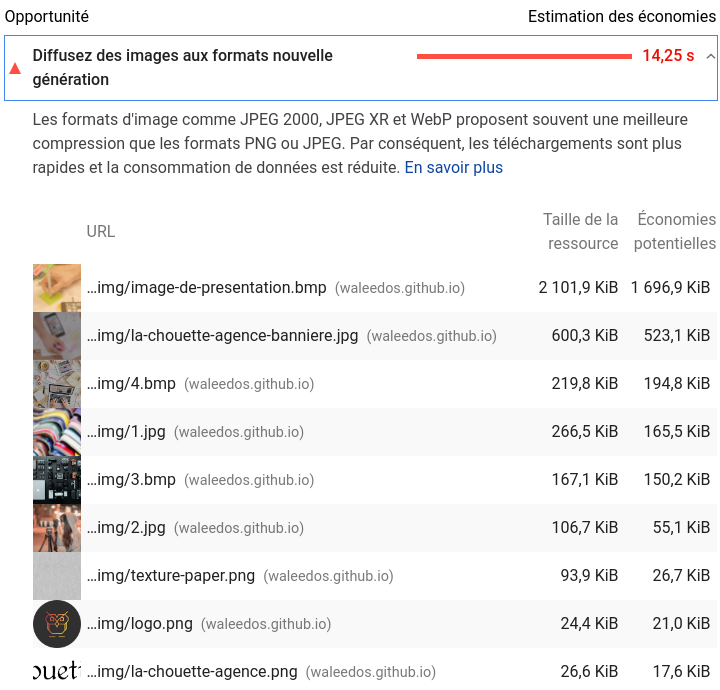 Opportunité Estimation des économies
Diffusez des images aux formats nouvelle 14,25 s
génération
Les formats d'image comme JPEG 2000, JPEG XR et WebP proposent souvent une meilleure
compression que les formats PNG ou JPEG. Par conséquent, les téléchargements sont plus
rapides et la consommation de données est réduite. En savoir plus
URL Taille de la ressource Économies potentielles
…img/image-de-presentation.bmp (waleedos.github.io) 2 101,9 KiB 1 696,9 KiB
…img/la-chouette-agence-banniere.jpg (waleedos.github.io) 600,3 KiB 523,1 KiB
…img/4.bmp (waleedos.github.io) 219,8 KiB 194,8 KiB
…img/1.jpg (waleedos.github.io) 266,5 KiB 165,5 KiB
…img/3.bmp (waleedos.github.io) 167,1 KiB 150,2 KiB
…img/2.jpg (waleedos.github.io) 106,7 KiB 55,1 KiB
…img/texture-paper.png (waleedos.github.io) 93,9 KiB 26,7 KiB
…img/logo.png (waleedos.github.io) 24,4 KiB 21,0 KiB
…img/la-chouette-agence.png (waleedos.github.io) 26,6 KiB 17,6 KiB